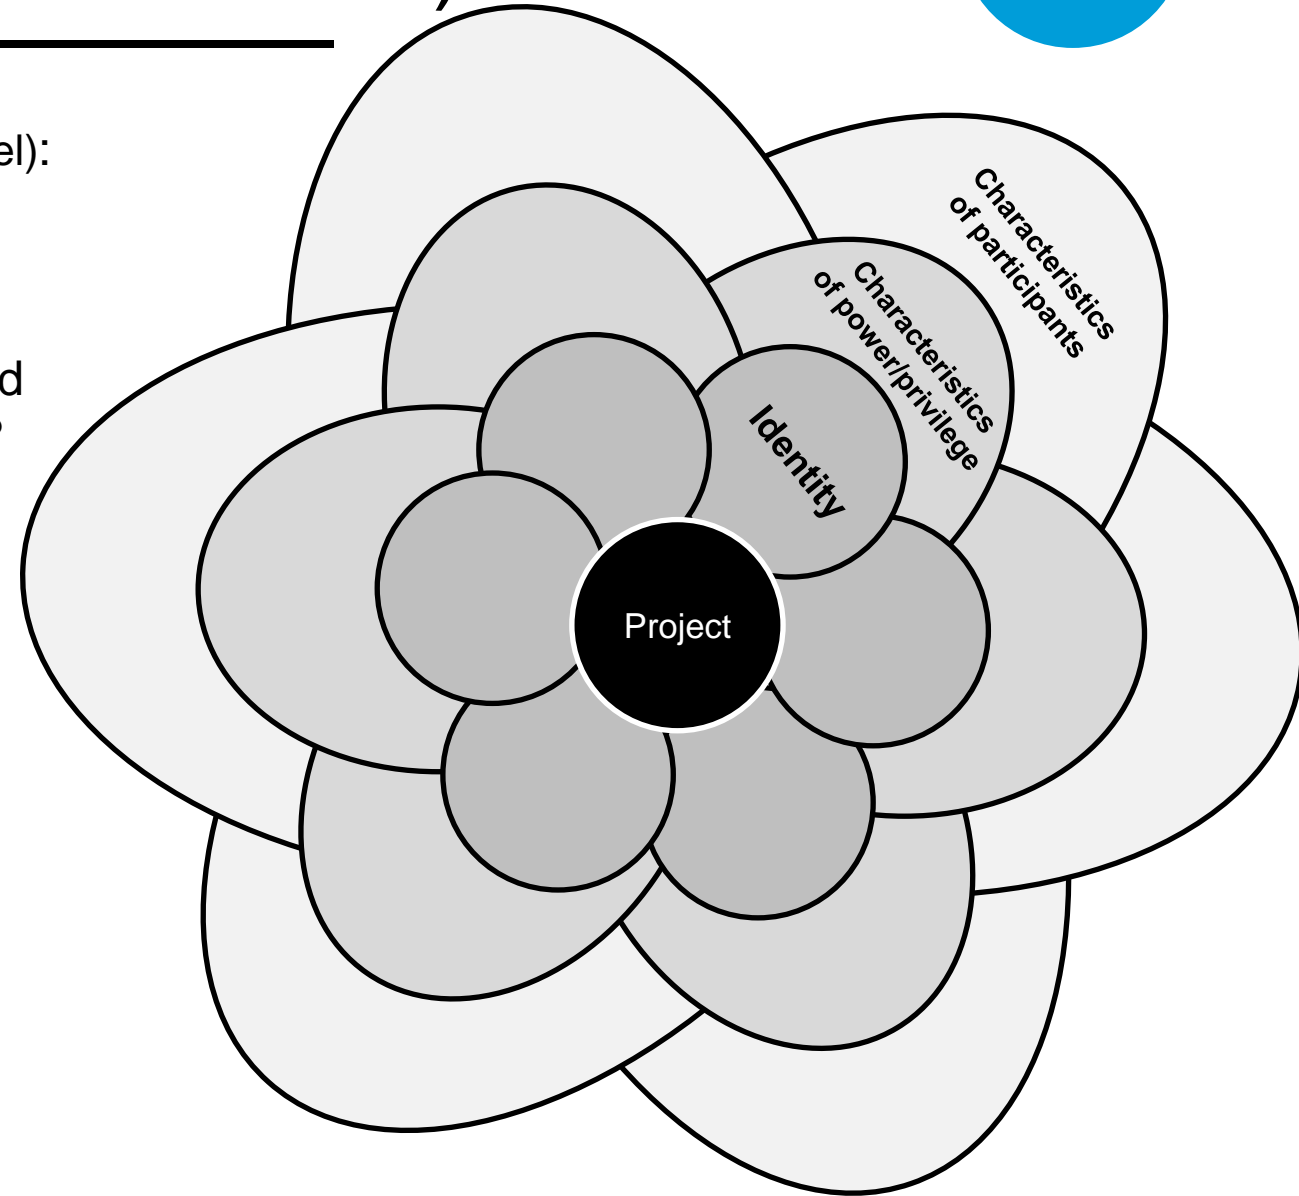 el):
d
Characteristics
of participants
Characteristics
of power/privilege
Identity
Project